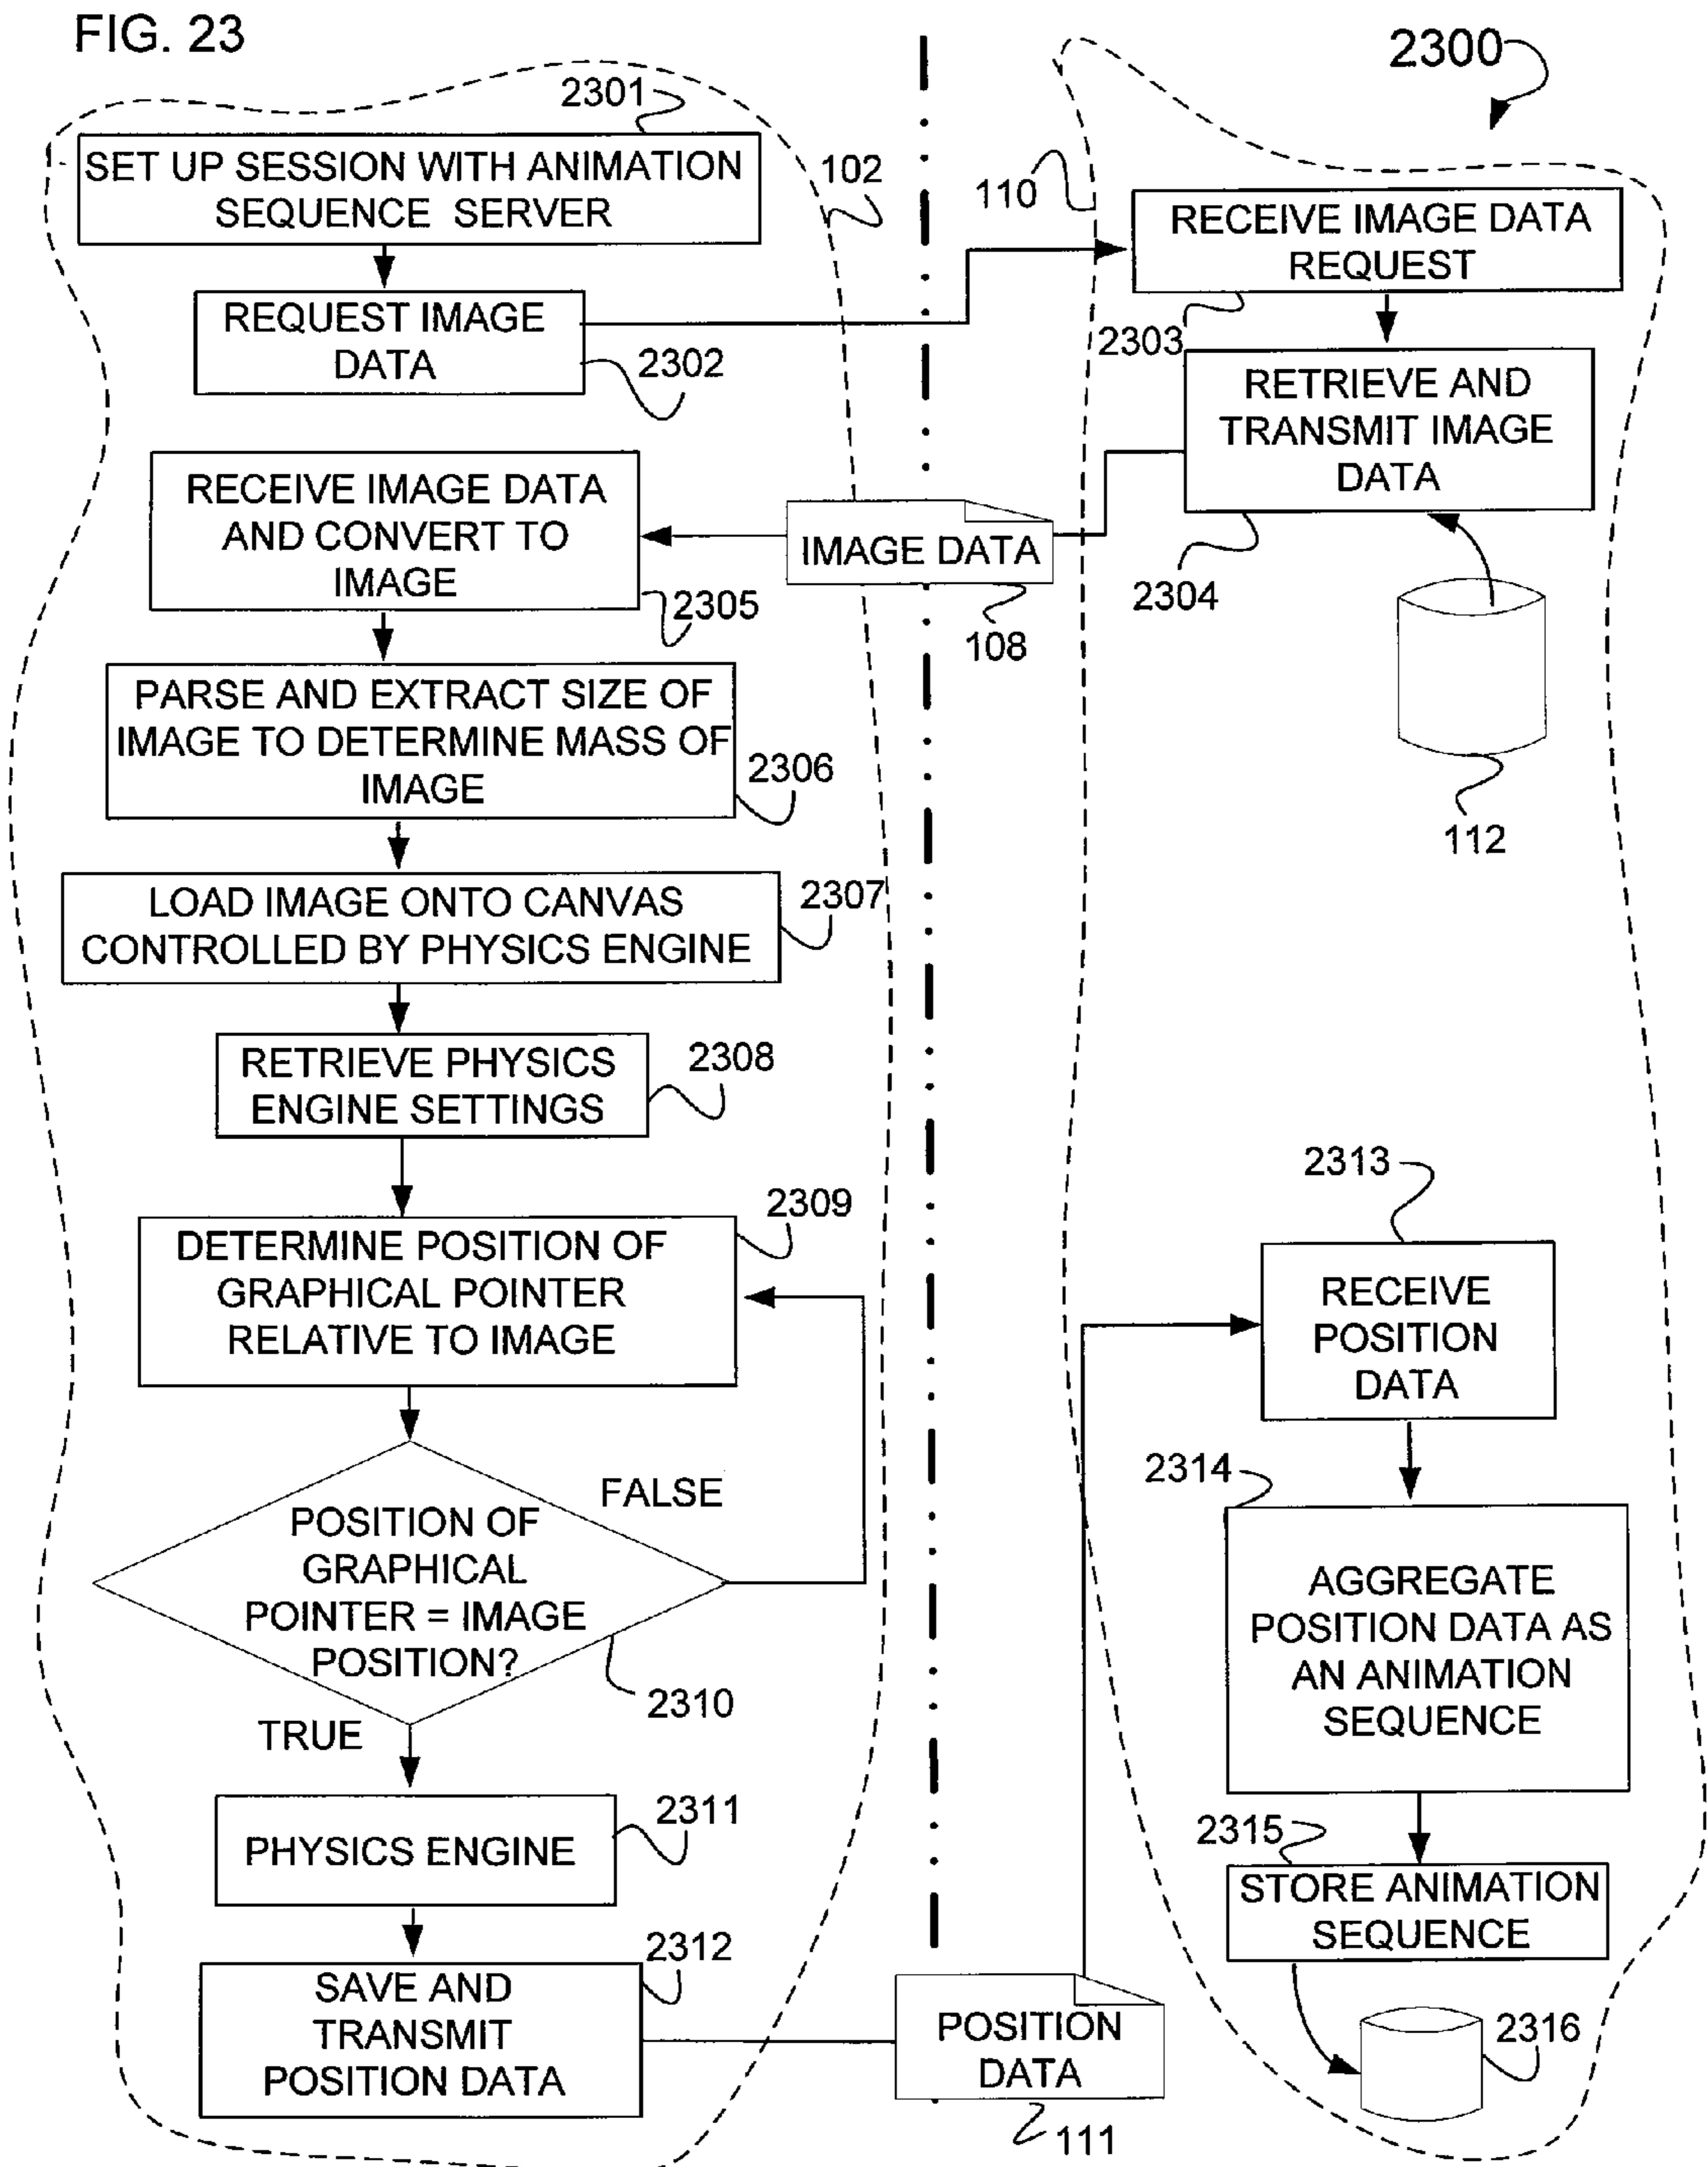 FIG. 23
2300
2301
SET UP SESSION WITH ANIMATION
SEQUENCE SERVER
102
110
RECEIVE IMAGE DATA
REQUEST
REQUEST IMAGE
DATA
2302
2303
RETRIEVE AND
TRANSMIT IMAGE
DATA
2304
RECEIVE IMAGE DATA
AND CONVERT TO
IMAGE
2305
IMAGE DATA
108
112
PARSE AND EXTRACT SIZE OF
IMAGE TO DETERMINE MASS OF
IMAGE
2306
LOAD IMAGE ONTO CANVAS
CONTROLLED BY PHYSICS ENGINE
2307
RETRIEVE PHYSICS
ENGINE SETTINGS
2308
DETERMINE POSITION OF
GRAPHICAL POINTER
RELATIVE TO IMAGE
2309
POSITION OF
GRAPHICAL
POINTER = IMAGE
POSITION?
FALSE
2310
TRUE
PHYSICS ENGINE
2311
SAVE AND
TRANSMIT
POSITION DATA
2312
POSITION
DATA
111
2313
RECEIVE
POSITION
DATA
2314
AGGREGATE
POSITION DATA AS
AN ANIMATION
SEQUENCE
2315
STORE ANIMATION
SEQUENCE
2316